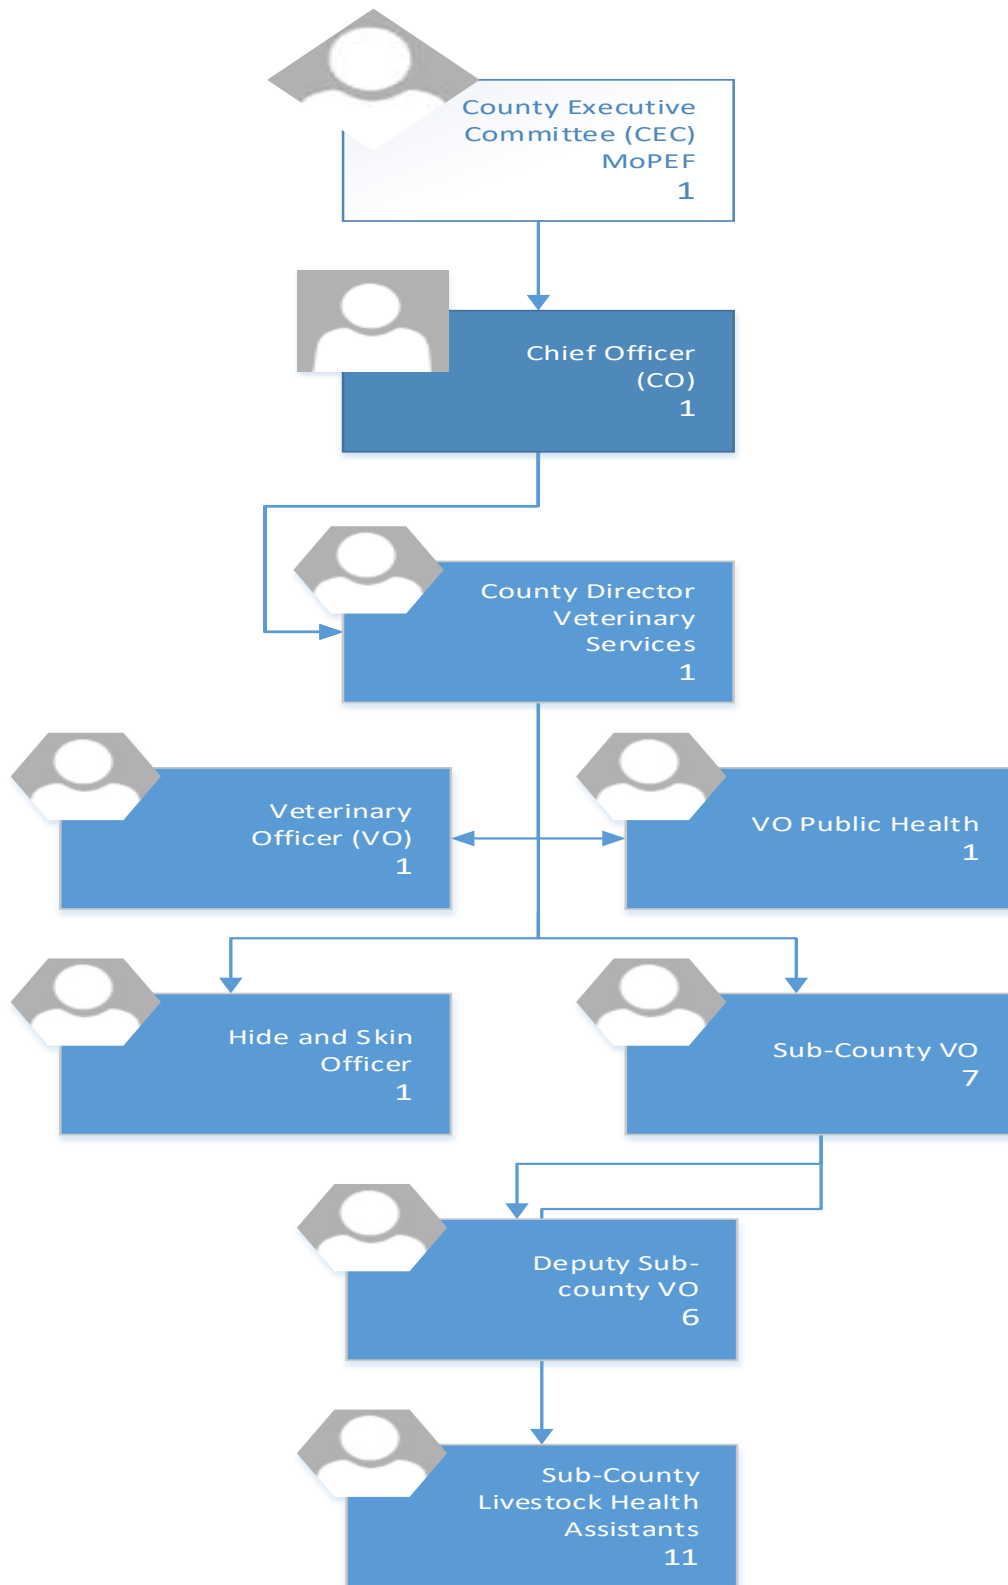 County Executive
Committee (CEC)
MoPEF
1
Chief Officer
(CO)
1
County Director
Veterinary
Services
1
Veterinary
Officer (VO)
1
VO Public Health
1
Hide and Skin
Officer
1
Sub-County VO
7
Deputy Sub-
county VO
6
Sub-County
Livestock Health
Assistants
11